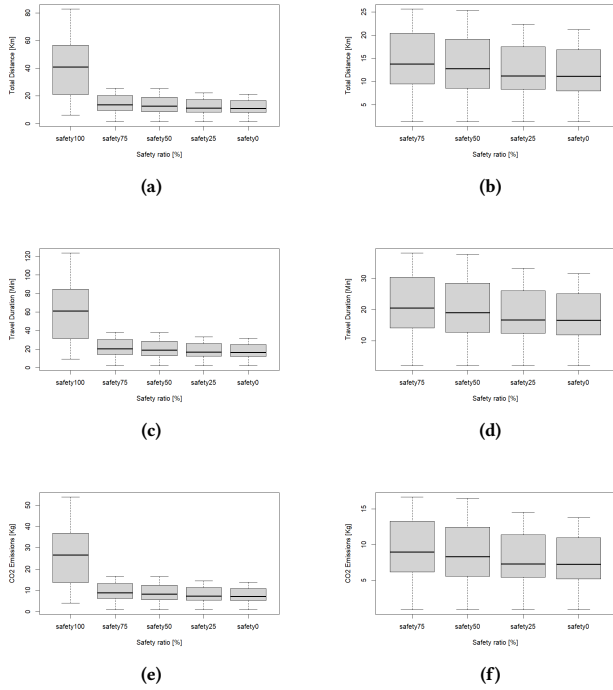 Total Distance [Km]
0
20
40
60
80
safety100 safety75 safety50 safety25 safety0
Safety ratio [%]
(a)
Total Distance [Km]
5
10
15
20
25
safety75 safety50 safety25 safety0
Safety ratio [%]
(b)
Travel Duration [Min]
0
20
40
60
80
100
120
safety100 safety75 safety50 safety25 safety0
Safety ratio [%]
(c)
Travel Duration [Min]
10
20
30
safety75 safety50 safety25 safety0
Safety ratio [%]
(d)
CO2 Emissions [Kg]
0
10
20
30
40
50
safety100 safety75 safety50 safety25 safety0
Safety ratio [%]
(e)
CO2 Emissions [Kg]
5
10
15
safety75 safety50 safety25 safety0
Safety ratio [%]
(f)